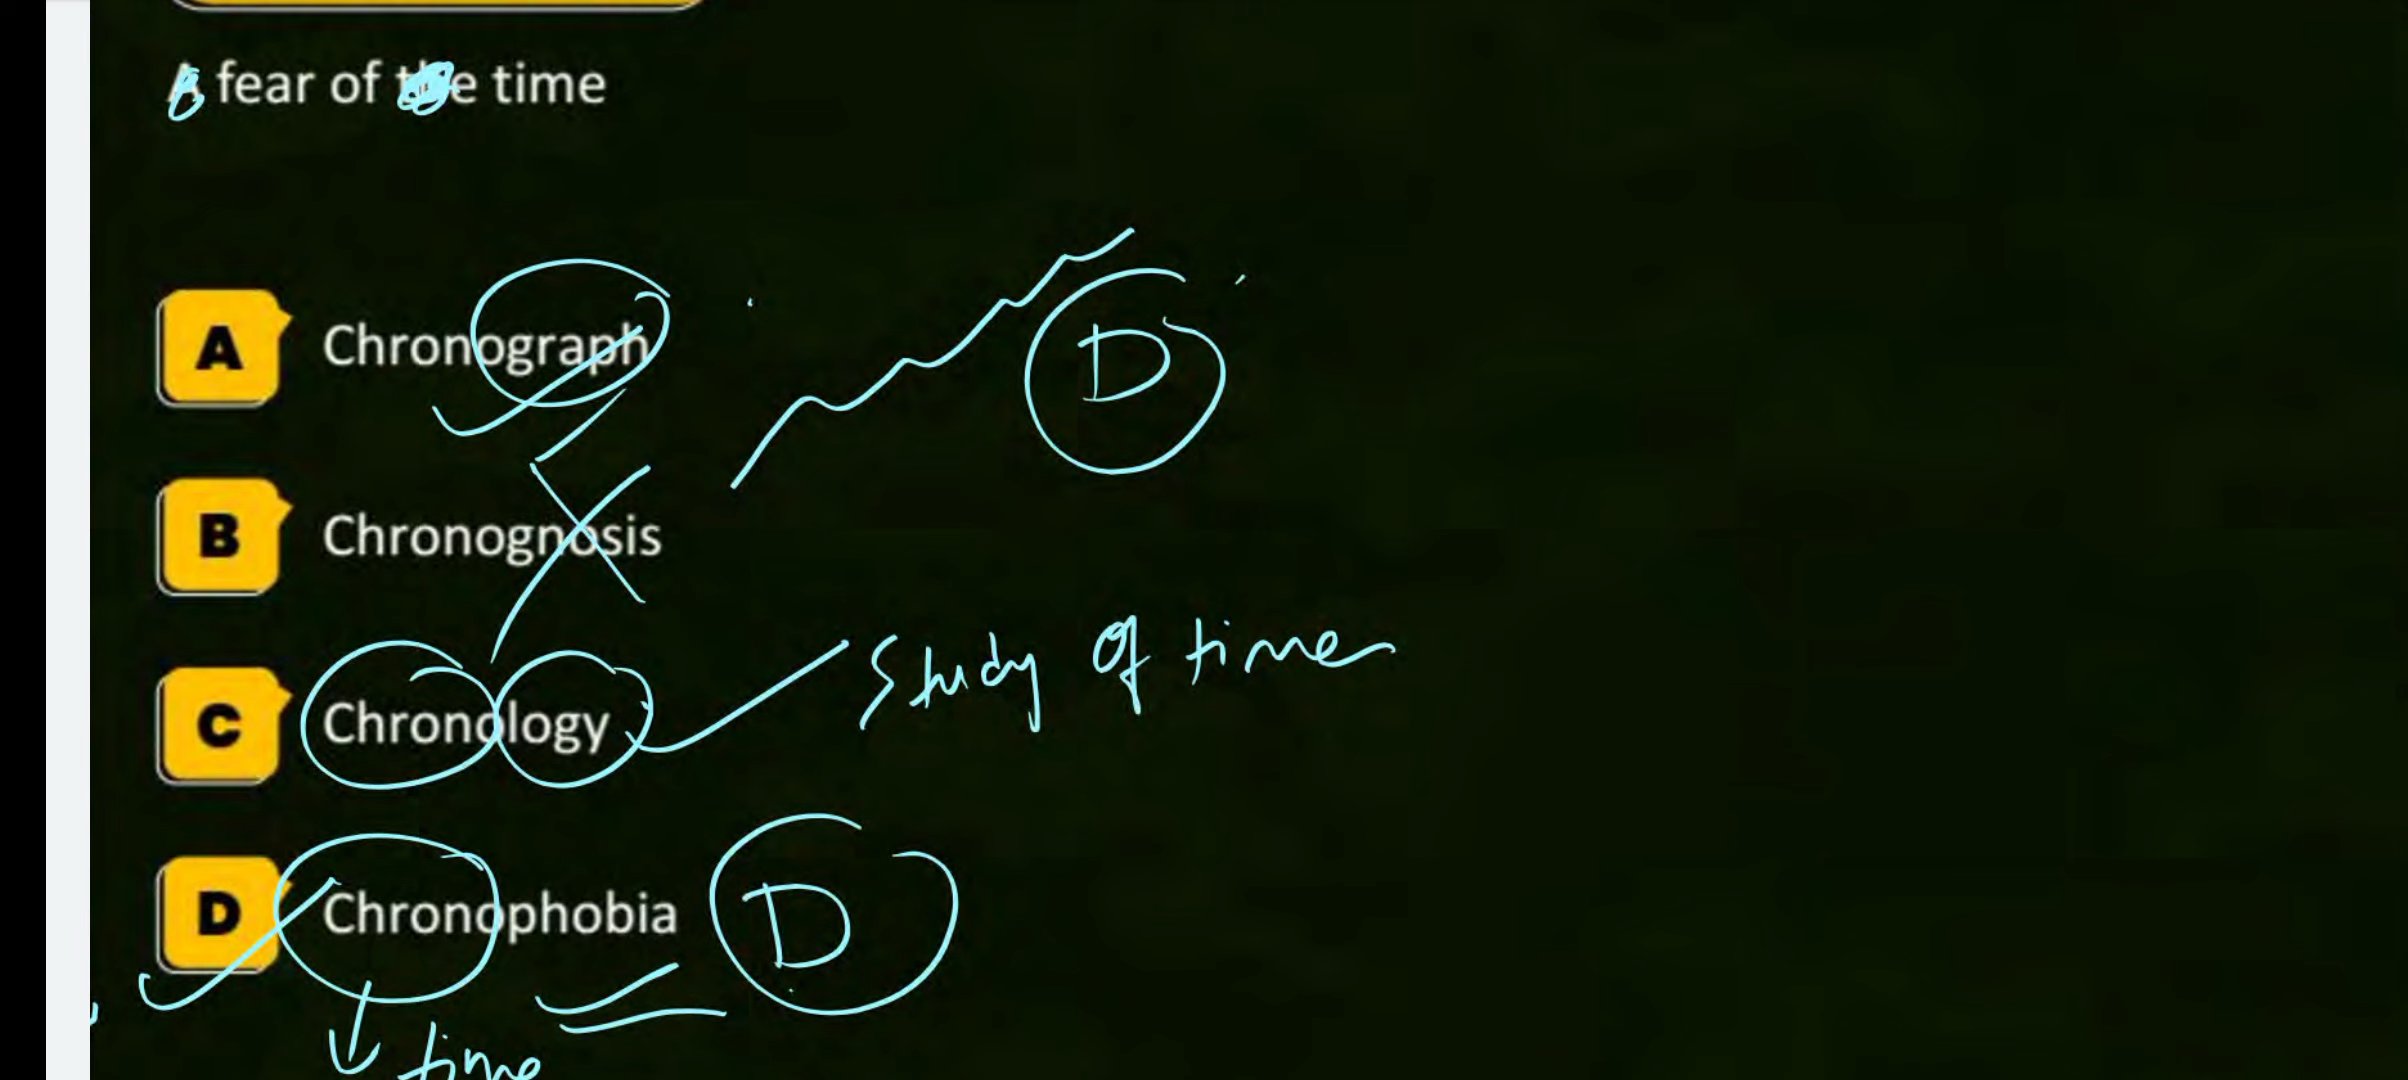 A fear of the time
A Chronograph
D
B Chronognosis
C Chronology
Study of time
D Chronophobia
D
time